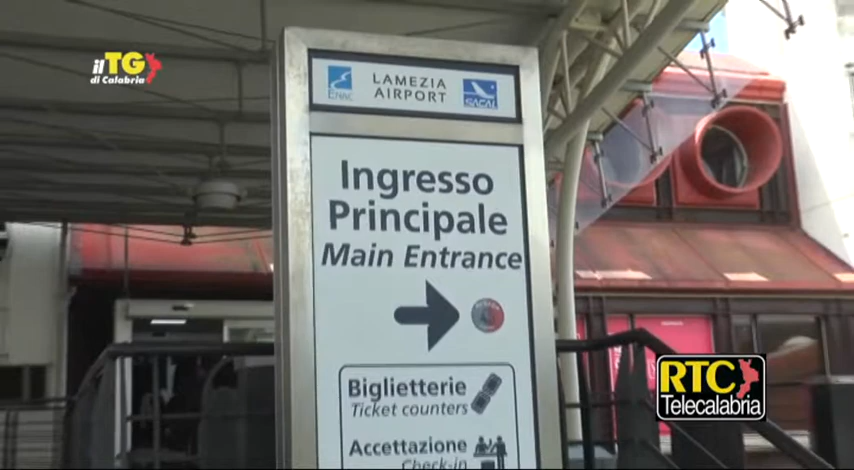 il TG
di Calabria
ENAC
LAMEZIA
AIRPORT
SACAL
Ingresso
Principale
Main Entrance
Biglietterie
Ticket counters
Accettazione
Check-in
RTC
Telecalabria